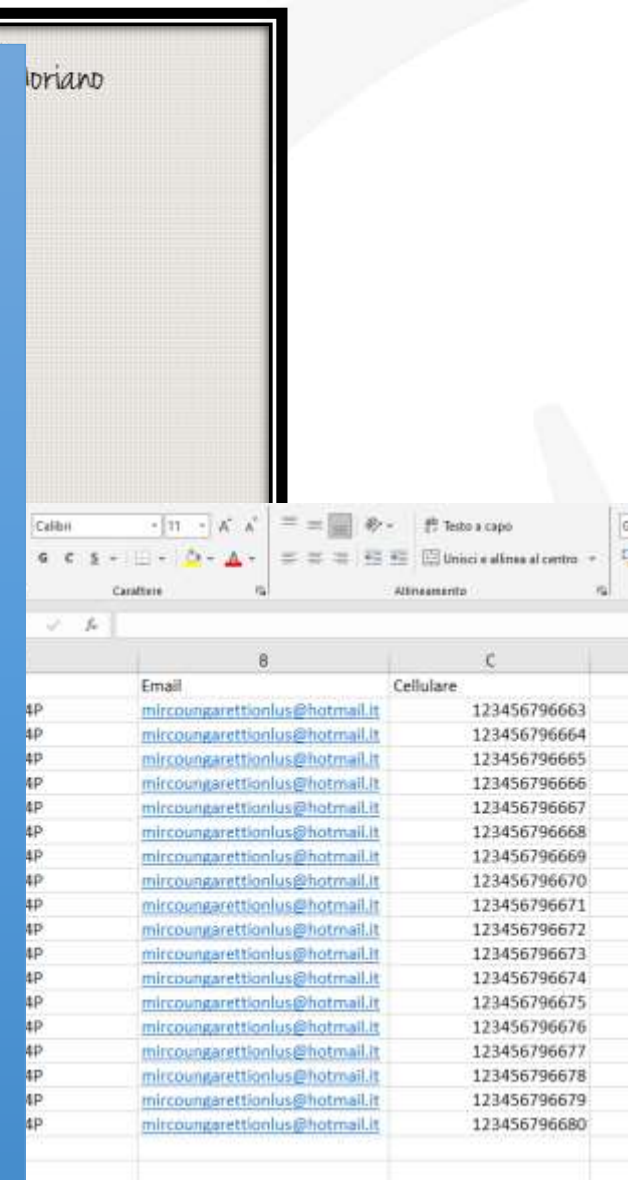 loriano
Calibri 11 A A Testo a capo
G C S Unisci e allinea al centro
Carattere Allineamento
fx
B C
Email Cellulare
4P mircoungarettionlus@hotmail.it 123456796663
4P mircoungarettionlus@hotmail.it 123456796664
4P mircoungarettionlus@hotmail.it 123456796665
4P mircoungarettionlus@hotmail.it 123456796666
4P mircoungarettionlus@hotmail.it 123456796667
4P mircoungarettionlus@hotmail.it 123456796668
4P mircoungarettionlus@hotmail.it 123456796669
4P mircoungarettionlus@hotmail.it 123456796670
4P mircoungarettionlus@hotmail.it 123456796671
4P mircoungarettionlus@hotmail.it 123456796672
4P mircoungarettionlus@hotmail.it 123456796673
4P mircoungarettionlus@hotmail.it 123456796674
4P mircoungarettionlus@hotmail.it 123456796675
4P mircoungarettionlus@hotmail.it 123456796676
4P mircoungarettionlus@hotmail.it 123456796677
4P mircoungarettionlus@hotmail.it 123456796678
4P mircoungarettionlus@hotmail.it 123456796679
4P mircoungarettionlus@hotmail.it 123456796680